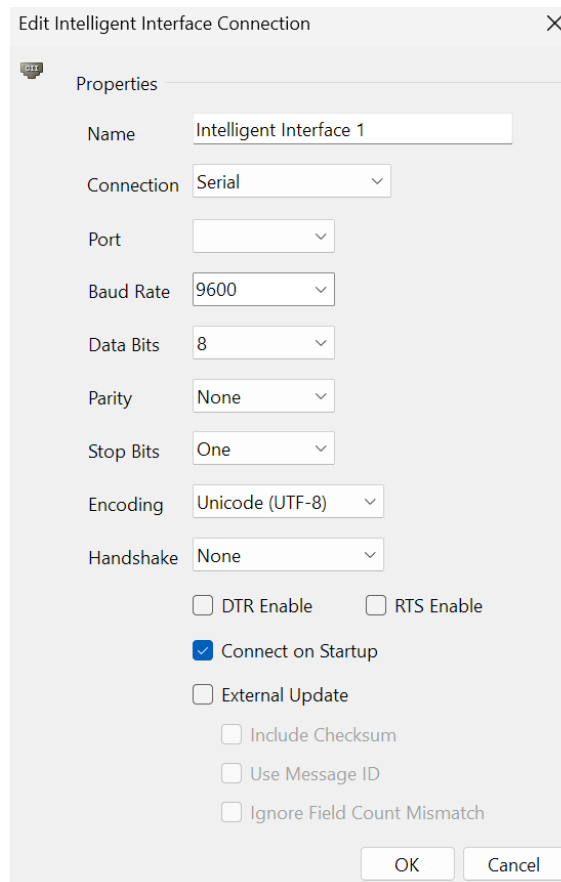 Edit Intelligent Interface Connection
CII
Properties
Name Intelligent Interface 1
Connection Serial
Port
Baud Rate 9600
Data Bits 8
Parity None
Stop Bits One
Encoding Unicode (UTF-8)
Handshake None
DTR Enable RTS Enable
Connect on Startup
External Update
Include Checksum
Use Message ID
Ignore Field Count Mismatch
OK Cancel